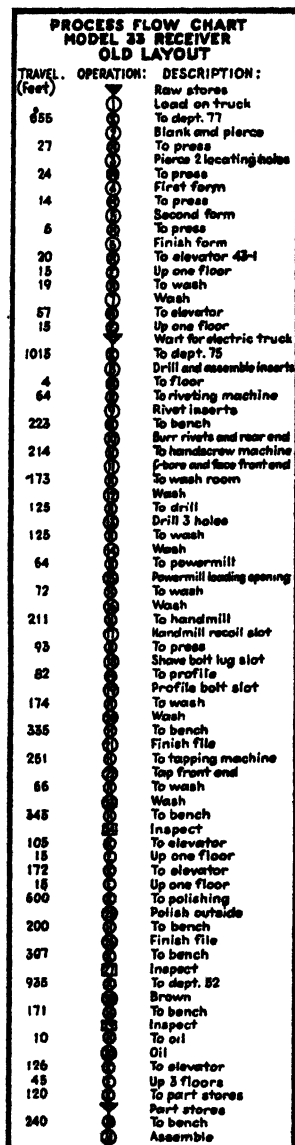 PROCESS FLOW CHART
MODEL 33 RECEIVER
OLD LAYOUT
TRAVEL. OPERATION: DESCRIPTION:
(Feet) Raw stores
Load on truck
655 To dept. 77
Blank and pierce
27 To press
Pierce 2 locating holes
24 To press
First form
14 To press
Second form
6 To press
Finish form
20 To elevator 43-1
15 Up one floor
19 To wash
Wash
57 To elevator
15 Up one floor
Wait for electric truck
1015 To dept. 75
Drill and assemble inserts
4 To floor
64 To riveting machine
Rivet inserts
223 To bench
Burr rivets and rear end
214 To handscrew machine
C-bore and face front end
173 To wash room
Wash
125 To drill
Drill 3 holes
125 To wash
Wash
64 To powermill
Powermill loading opening
72 To wash
Wash
211 To handmill
Handmill recoil slot
93 To press
Shave bolt lug slot
82 To profile
Profile bolt slot
174 To wash
Wash
335 To bench
Finish file
251 To tapping machine
Tap front end
66 To wash
Wash
345 To bench
Inspect
105 To elevator
15 Up one floor
172 To elevator
15 Up one floor
600 To polishing
Polish outside
200 To bench
Finish file
307 To bench
Inspect
935 To dept. 52
Brown
171 To bench
Inspect
10 To oil
Oil
126 To elevator
45 Up 3 floors
120 To part stores
Part stores
240 To bench
Assemble